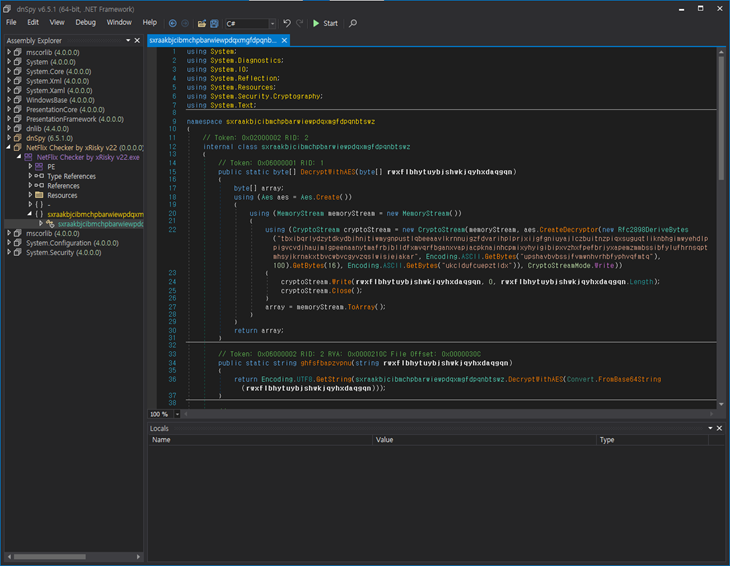 dnSpy v6.5.1 (64-bit, .NET Framework)
File Edit View Debug Window Help C# Start
Assembly Explorer
mscorlib (4.0.0.0)
System (4.0.0.0)
System.Core (4.0.0.0)
System.Xml (4.0.0.0)
System.Xaml (4.0.0.0)
WindowsBase (4.0.0.0)
PresentationCore (4.0.0.0)
PresentationFramework (4.0.0.0)
dnlib (4.4.0.0)
dnSpy (6.5.1.0)
NetFlix Checker by xRisky v22 (0.0.0.0)
NetFlix Checker by xRisky v22.exe
PE
Type References
References
Resources
{ } -
{ } sxraakbjcibmchpbarwiewpdqxm
sxraakbjcibmchpbarwiewpdc
mscorlib (4.0.0.0)
System.Configuration (4.0.0.0)
System.Security (4.0.0.0)
sxraakbjcibmchpbarwiewpdqxmgfdpqnb...
1 using System;
2 using System.Diagnostics;
3 using System.IO;
4 using System.Reflection;
5 using System.Resources;
6 using System.Security.Cryptography;
7 using System.Text;
8
9 namespace sxraakbjcibmchpbarwiewpdqxmgfdpqnbtswz
10 {
11 // Token: 0x02000002 RID: 2
12 internal class sxraakbjcibmchpbarwiewpdqxmgfdpqnbtswz
13 {
14 // Token: 0x06000001 RID: 1
15 public static byte[] DecryptWithAES(byte[] rwxflbhytuybjshwkjqyhxdaqgqn)
16 {
17 byte[] array;
18 using (Aes aes = Aes.Create())
19 {
20 using (MemoryStream memoryStream = new MemoryStream())
21 {
22 using (CryptoStream cryptoStream = new CryptoStream(memoryStream, aes.CreateDecryptor(new Rfc2898DeriveBytes
100).GetBytes(16), Encoding.ASCII.GetBytes("ukcldufcuepztldx")), CryptoStreamMode.Write))
23 {
24 cryptoStream.Write(rwxflbhytuybjshwkjqyhxdaqgqn, 0, rwxflbhytuybjshwkjqyhxdaqgqn.Length);
25 cryptoStream.Close();
26 }
27 array = memoryStream.ToArray();
28 }
29 }
30 return array;
31 }
32
33 // Token: 0x06000002 RID: 2 RVA: 0x0000210C File Offset: 0x0000030C
34 public static string ghfsfbapzvpnu(string rwxflbhytuybjshwkjqyhxdaqgqn)
35 {
36 return Encoding.UTF8.GetString(sxraakbjcibmchpbarwiewpdqxmgfdpqnbtswz.DecryptWithAES(Convert.FromBase64String
(rwxflbhytuybjshwkjqyhxdaqgqn)));
37 }
38
100 %
Locals
Name Value Type